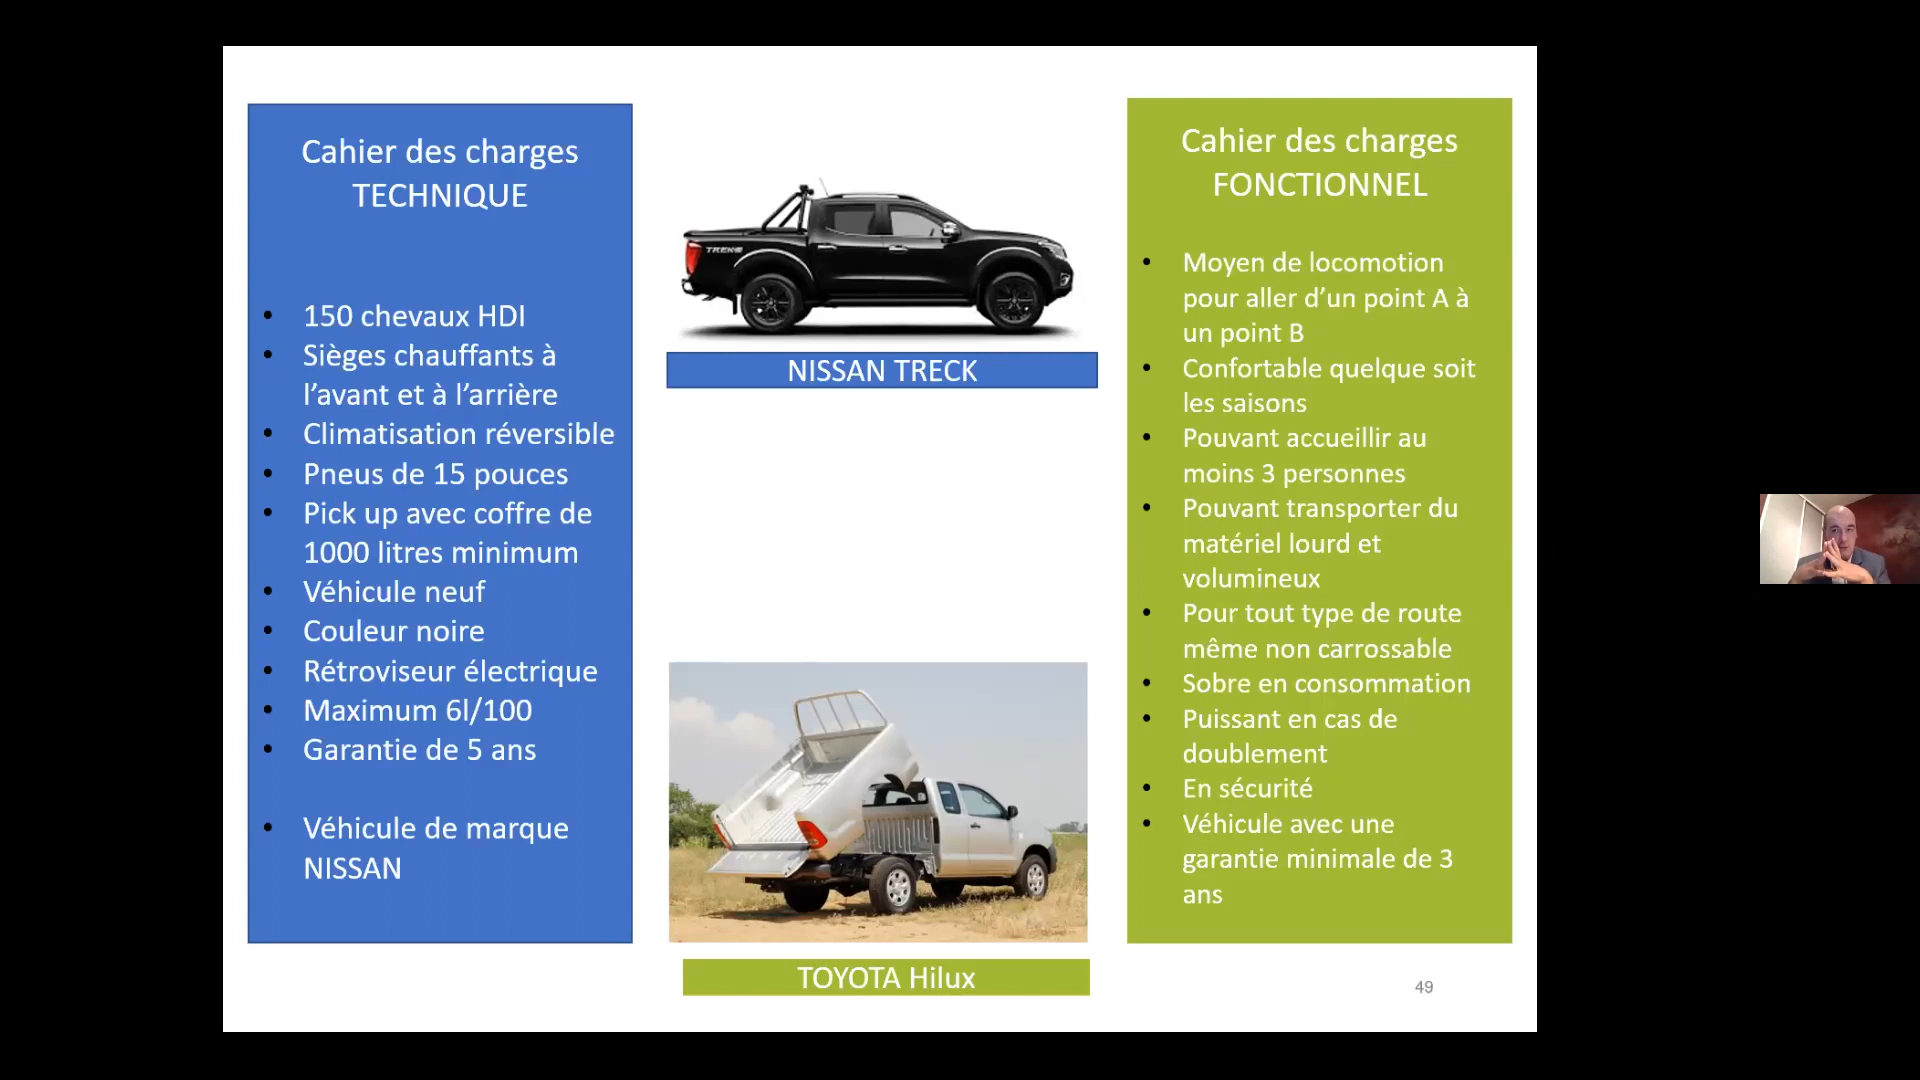 Cahier des charges
TECHNIQUE
• 150 chevaux HDI
• Sièges chauffants à
l’avant et à l’arrière
• Climatisation réversible
• Pneus de 15 pouces
• Pick up avec coffre de
1000 litres minimum
• Véhicule neuf
• Couleur noire
• Rétroviseur électrique
• Maximum 6l/100
• Garantie de 5 ans
• Véhicule de marque
NISSAN
TREK
NISSAN TRECK
TOYOTA Hilux
Cahier des charges
FONCTIONNEL
• Moyen de locomotion
pour aller d’un point A à
un point B
• Confortable quelque soit
les saisons
• Pouvant accueillir au
moins 3 personnes
• Pouvant transporter du
matériel lourd et
volumineux
• Pour tout type de route
même non carrossable
• Sobre en consommation
• Puissant en cas de
doublement
• En sécurité
• Véhicule avec une
garantie minimale de 3
ans
49